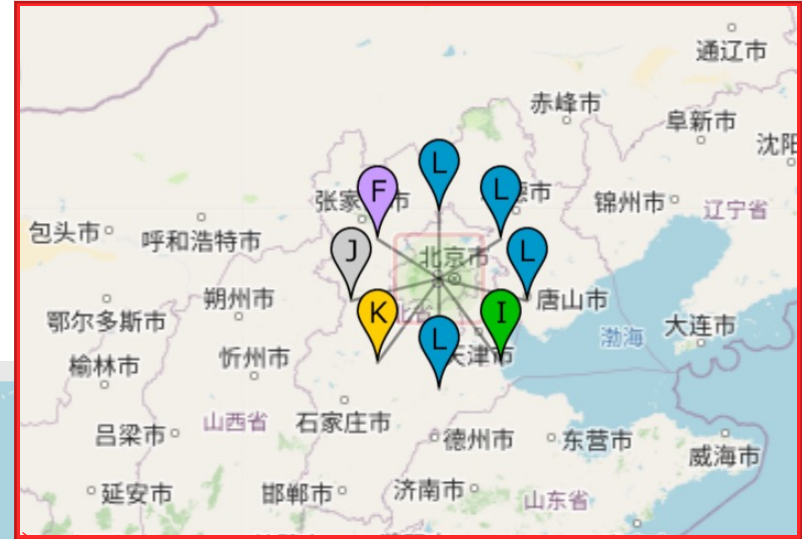 通辽市
赤峰市
阜新市
沈阳
L
F
L
张家
市
德市
锦州市
辽宁省
包头市
呼和浩特市
J
北京市
L
朔州市
K
北省
I
唐山市
鄂尔多斯市
L
渤海
大连市
榆林市
忻州市
天津市
吕梁市
山西省
石家庄市
德州市
东营市
威海市
延安市
邯郸市
济南市
山东省